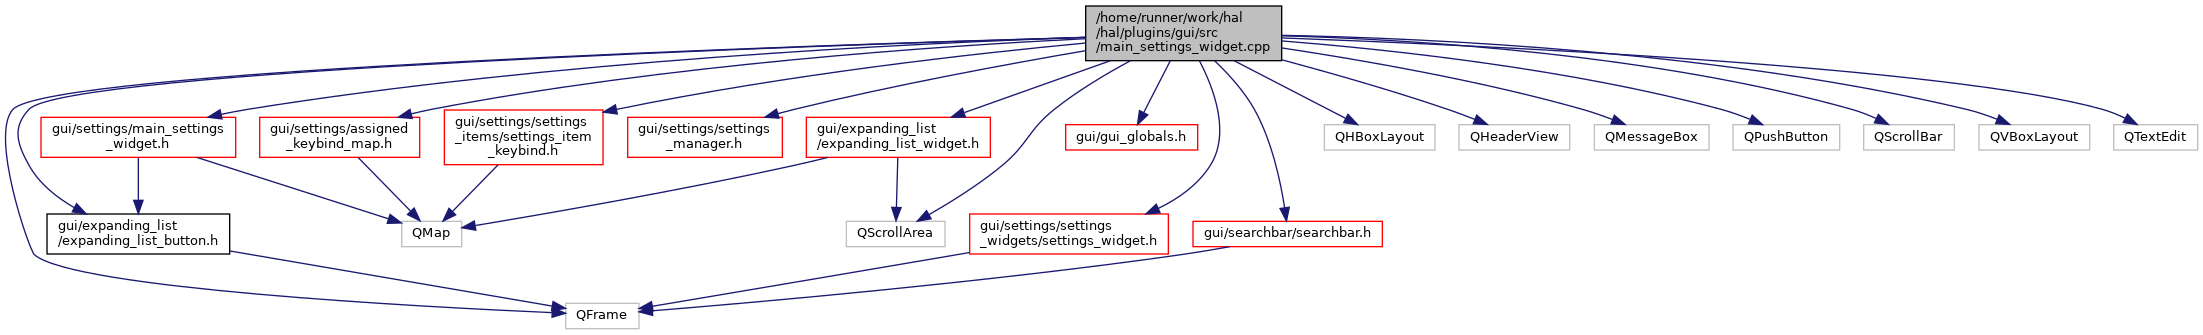 /home/runner/work/hal
/hal/plugins/gui/src
/main_settings_widget.cpp
gui/settings/main_settings
_widget.h
gui/settings/assigned
_keybind_map.h
gui/settings/settings
_items/settings_item
_keybind.h
gui/settings/settings
_manager.h
gui/expanding_list
/expanding_list_widget.h
gui/gui_globals.h
QHBoxLayout
QHeaderView
QMessageBox
QPushButton
QScrollBar
QVBoxLayout
QTextEdit
gui/expanding_list
/expanding_list_button.h
QMap
QScrollArea
gui/settings/settings
_widgets/settings_widget.h
gui/searchbar/searchbar.h
QFrame